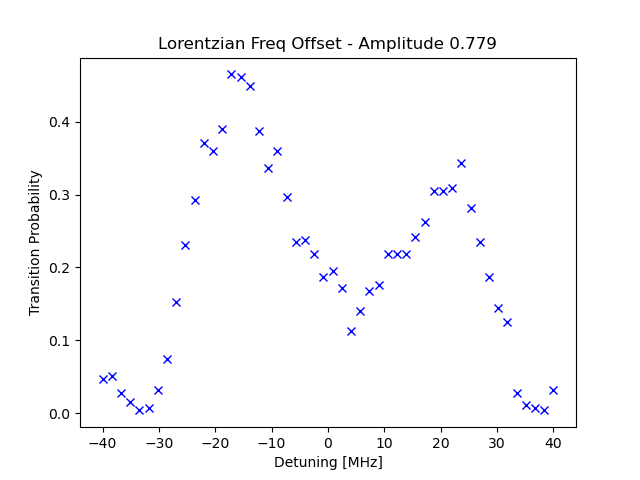 Lorentzian Freq Offset - Amplitude 0.779
Transition Probability
0.4
0.3
0.2
0.1
0.0
−40 −30 −20 −10 0 10 20 30 40
Detuning [MHz]